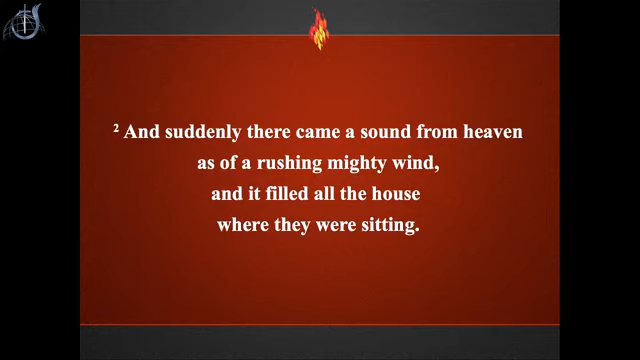 ² And suddenly there came a sound from heaven
as of a rushing mighty wind,
and it filled all the house
where they were sitting.